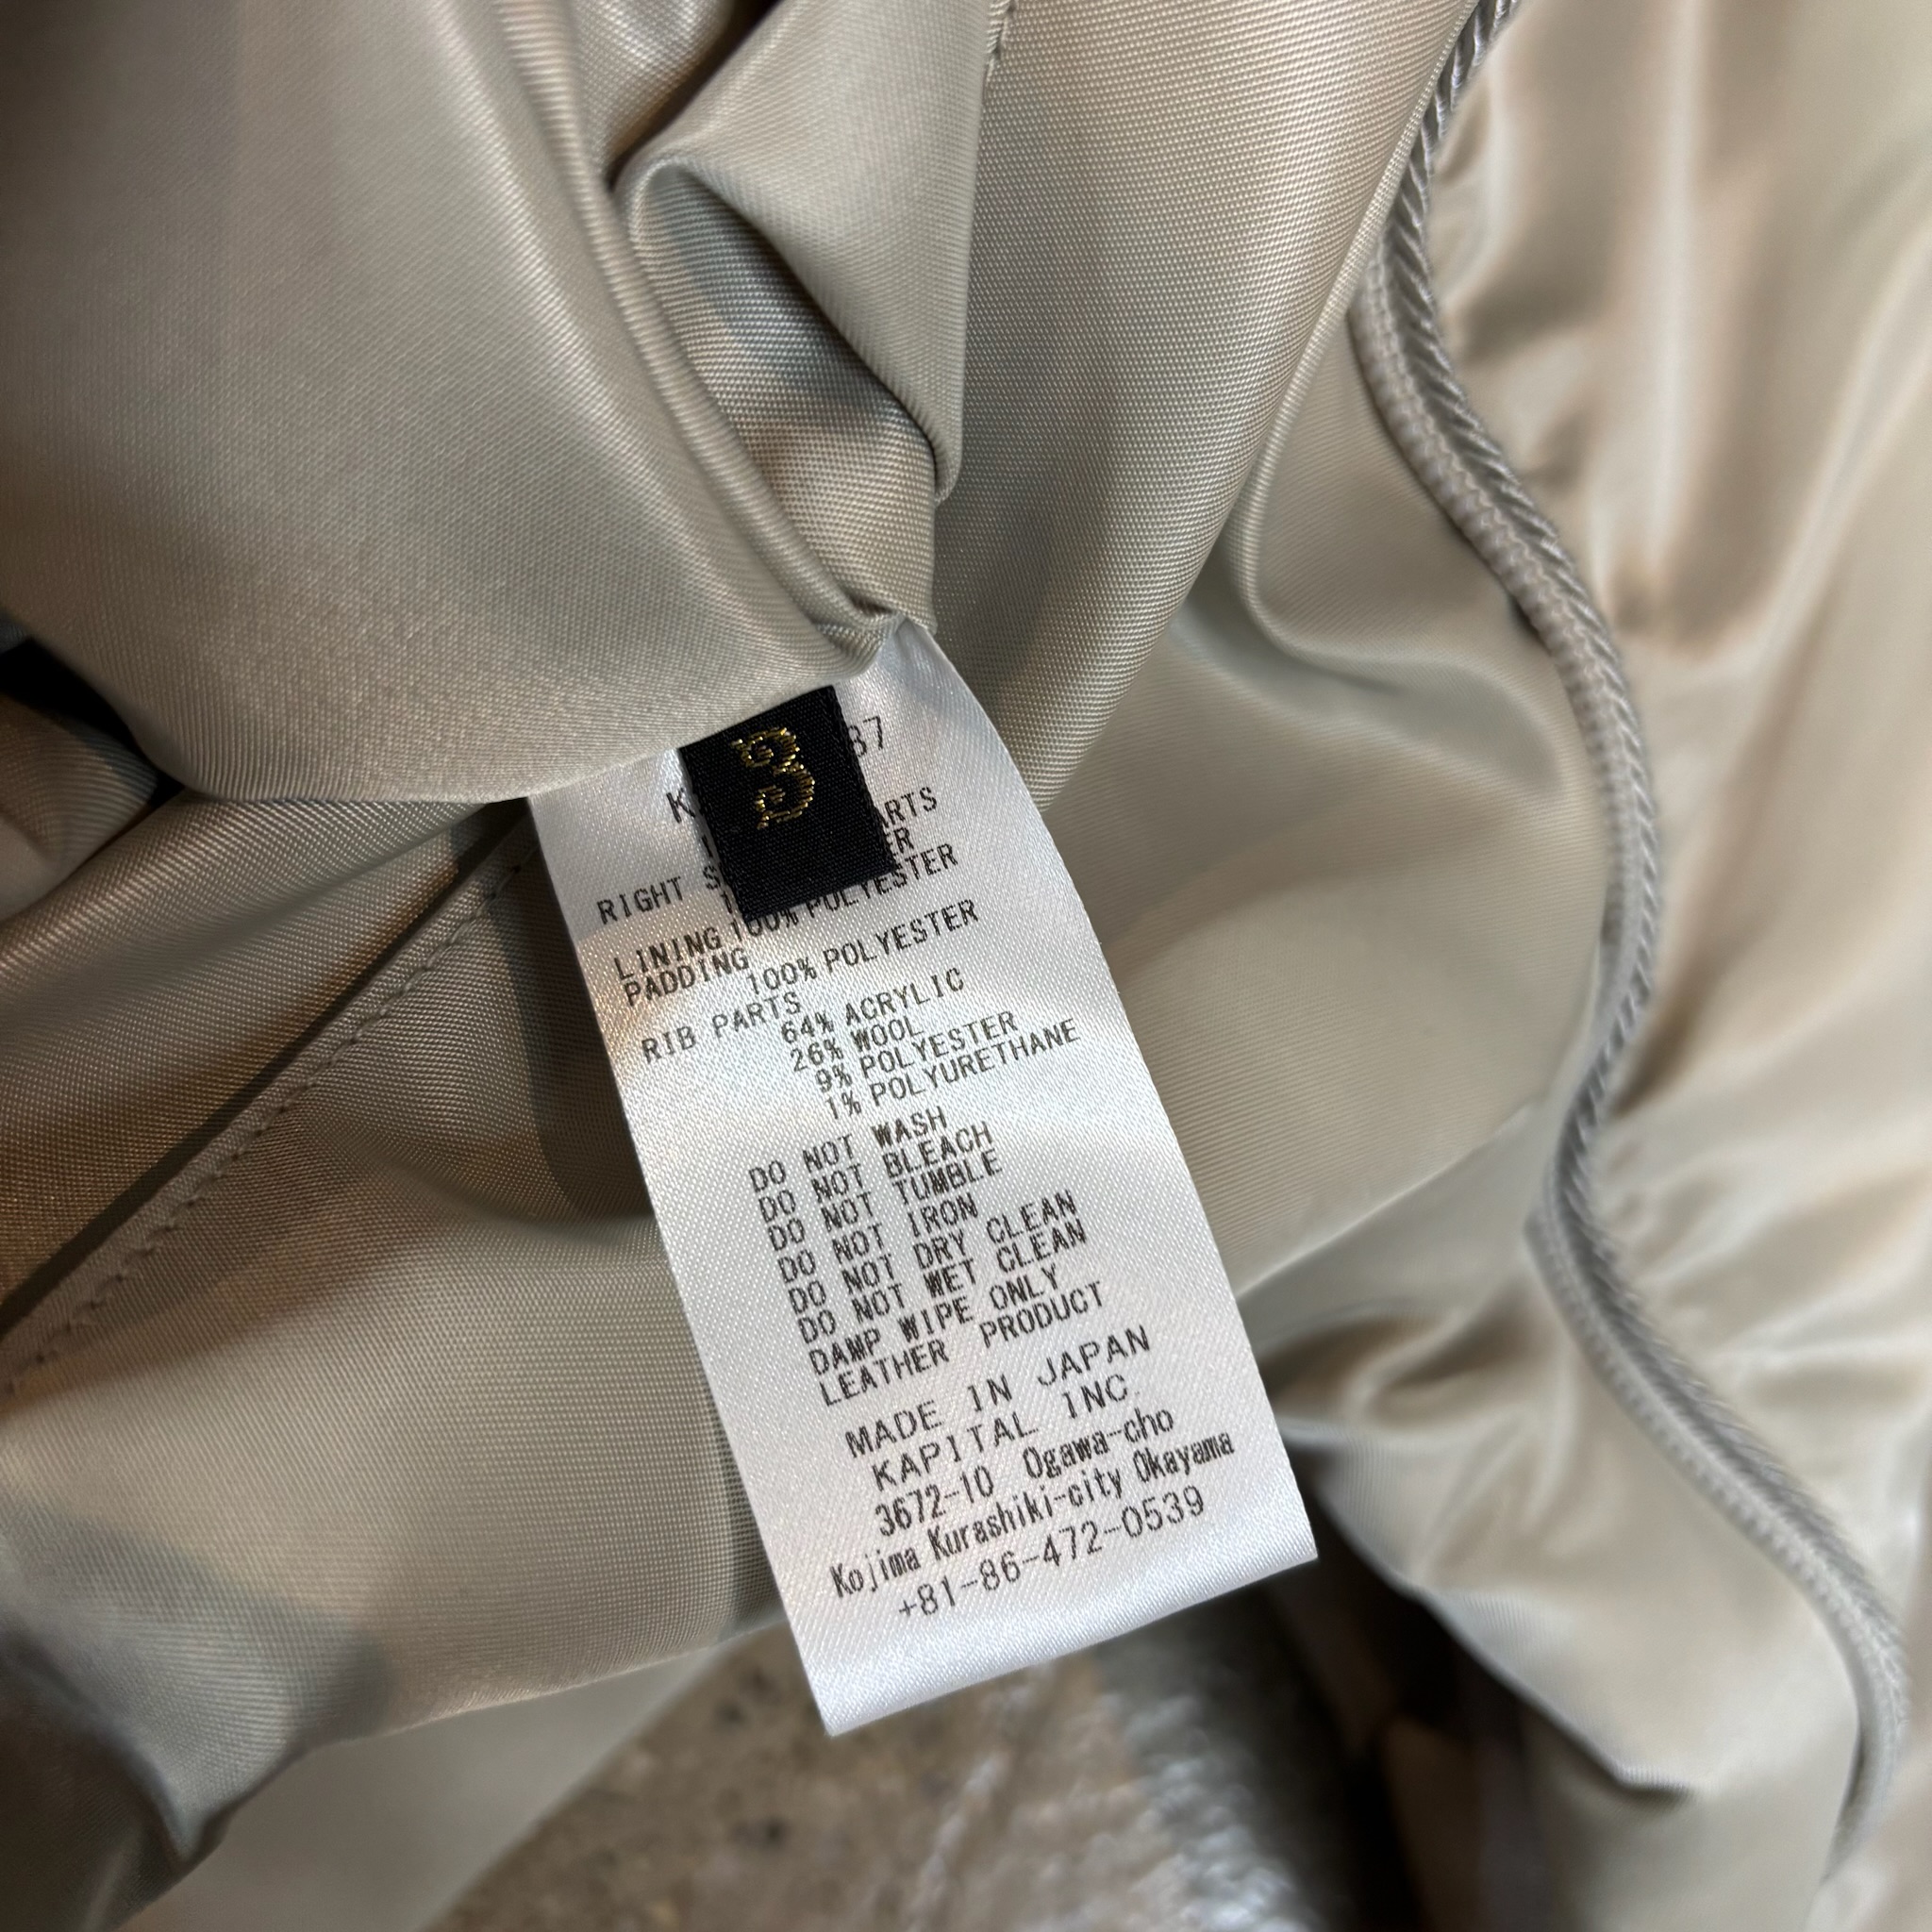 3
RIGHT
100% POLYESTER
LINING
PADDING
100% POLYESTER
RIB PARTS
64% ACRYLIC
26% WOOL
9% POLYESTER
1% POLYURETHANE
DO NOT WASH
DO NOT BLEACH
DO NOT TUMBLE
DO NOT IRON
DO NOT DRY CLEAN
DO NOT WET CLEAN
DAMP WIPE ONLY
LEATHER PRODUCT
MADE IN JAPAN
KAPITAL INC.
3672-10 Ogawa-cho
Kojima Kurashiki-city Okayama
+81-86-472-0539